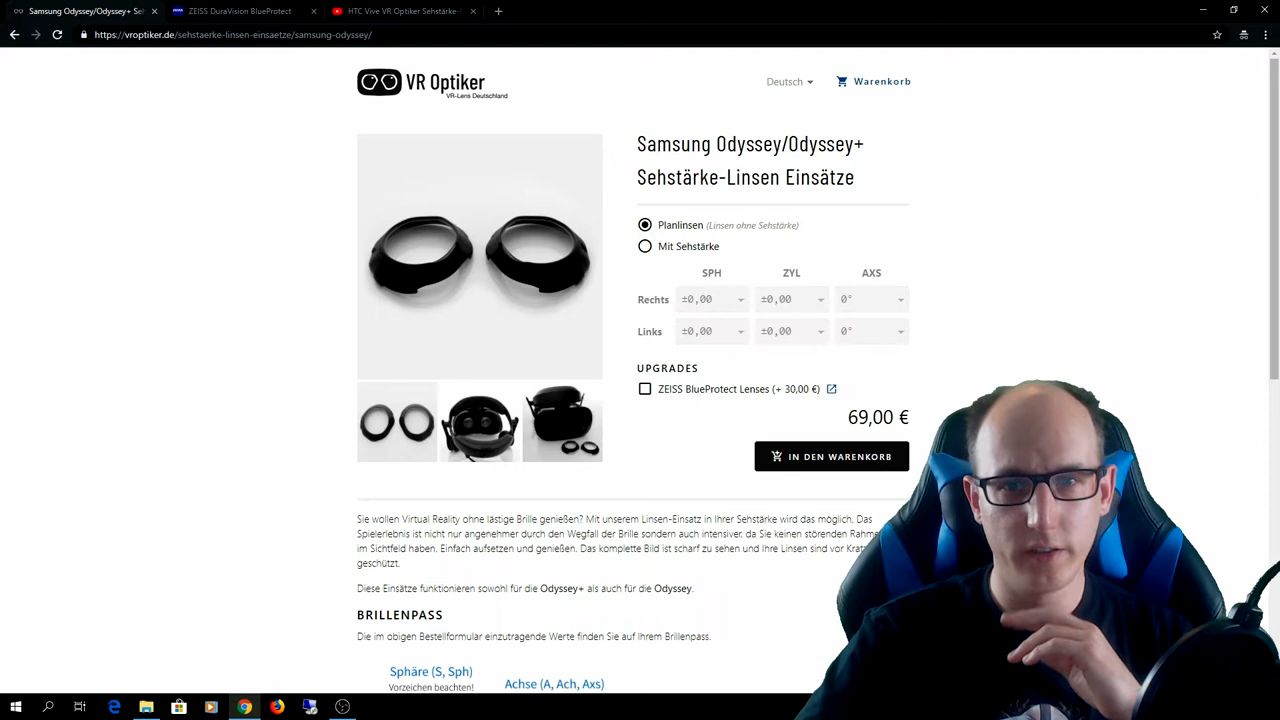 Samsung Odyssey/Odyssey+ Seh
ZEISS DuraVision BlueProtect
HTC Vive VR Optiker Sehstärke-
https://vroptiker.de/sehstaerke-linsen-einsaetze/samsung-odyssey/
VR Optiker
VR-Lens Deutschland
Deutsch
Warenkorb
Samsung Odyssey/Odyssey+
Sehstärke-Linsen Einsätze
Planlinsen (Linsen ohne Sehstärke)
Mit Sehstärke
SPH ZYL AXS
Rechts ±0,00 ±0,00 0°
Links ±0,00 ±0,00 0°
UPGRADES
ZEISS BlueProtect Lenses (+ 30,00 €)
69,00 €
IN DEN WARENKORB
Sie wollen Virtual Reality ohne lästige Brille genießen? Mit unserem Linsen-Einsatz in Ihrer Sehstärke wird das möglich. Das
Spielerlebnis ist nicht nur angenehmer durch den Wegfall der Brille sondern auch intensiver, da Sie keinen störenden Rahm
im Sichtfeld haben. Einfach aufsetzen und genießen. Das komplette Bild ist scharf zu sehen und Ihre Linsen sind vor Krat
geschützt.
Diese Einsätze funktionieren sowohl für die Odyssey+ als auch für die Odyssey.
BRILLENPASS
Die im obigen Bestellformular einzutragende Werte finden Sie auf Ihrem Brillenpass.
Sphäre (S, Sph)
Vorzeichen beachten!
Achse (A, Ach, Axs)